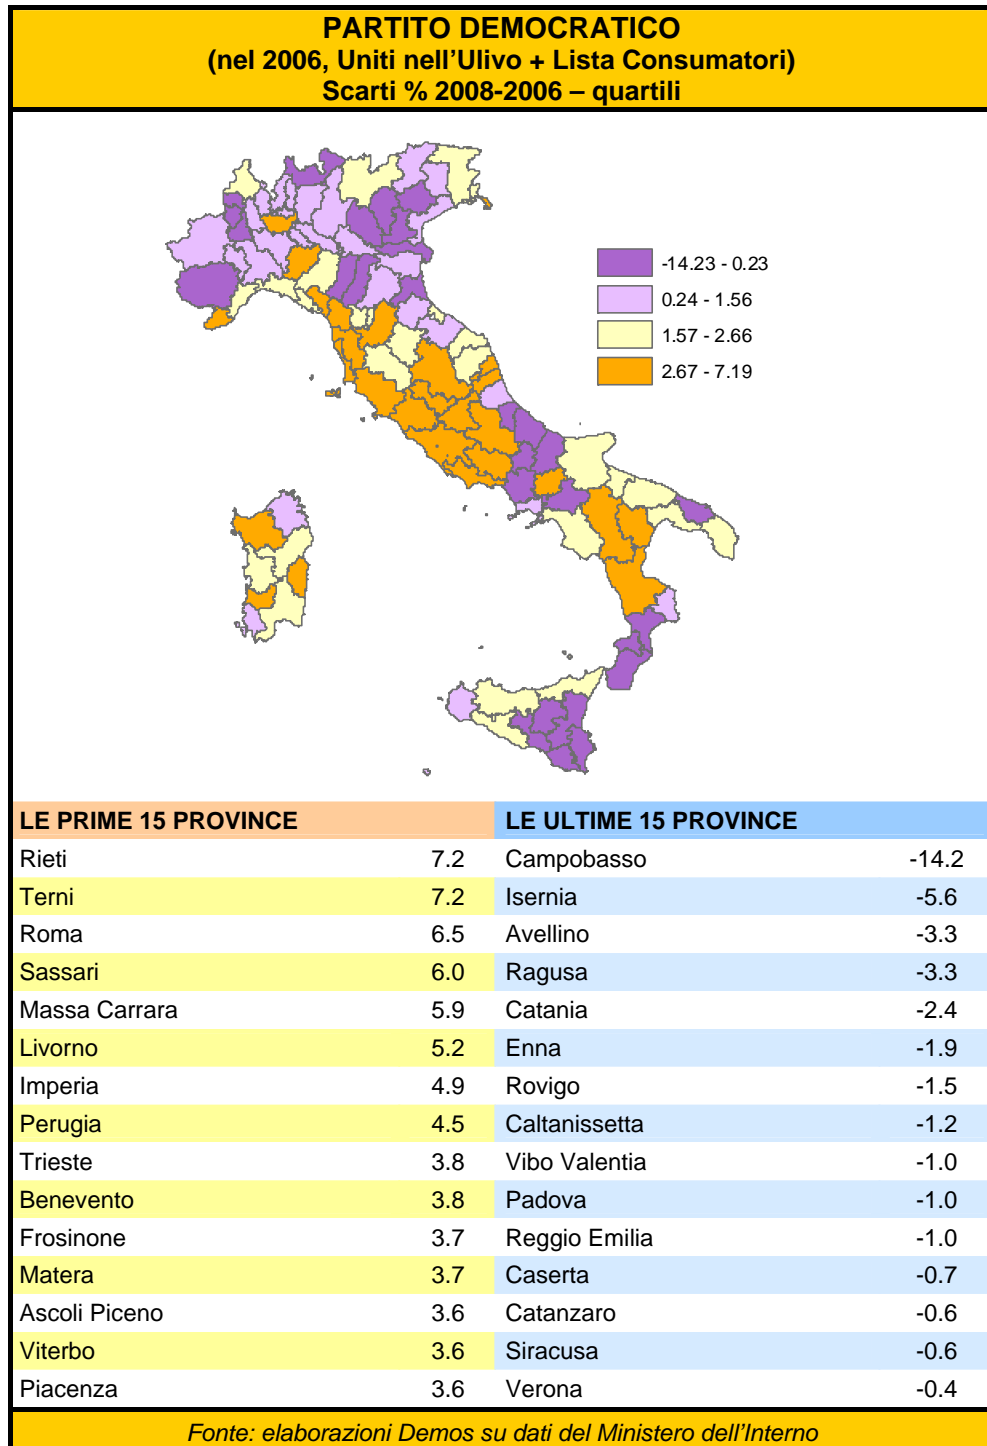 PARTITO DEMOCRATICO
(nel 2006, Uniti nell'Ulivo + Lista Consumatori)
Scarti % 2008-2006 – quartili
-14.23 - 0.23
0.24 - 1.56
1.57 - 2.66
2.67 - 7.19
LE PRIME 15 PROVINCE LE ULTIME 15 PROVINCE
Rieti 7.2 Campobasso -14.2
Terni 7.2 Isernia -5.6
Roma 6.5 Avellino -3.3
Sassari 6.0 Ragusa -3.3
Massa Carrara 5.9 Catania -2.4
Livorno 5.2 Enna -1.9
Imperia 4.9 Rovigo -1.5
Perugia 4.5 Caltanissetta -1.2
Trieste 3.8 Vibo Valentia -1.0
Benevento 3.8 Padova -1.0
Frosinone 3.7 Reggio Emilia -1.0
Matera 3.7 Caserta -0.7
Ascoli Piceno 3.6 Catanzaro -0.6
Viterbo 3.6 Siracusa -0.6
Piacenza 3.6 Verona -0.4
Fonte: elaborazioni Demos su dati del Ministero dell'Interno